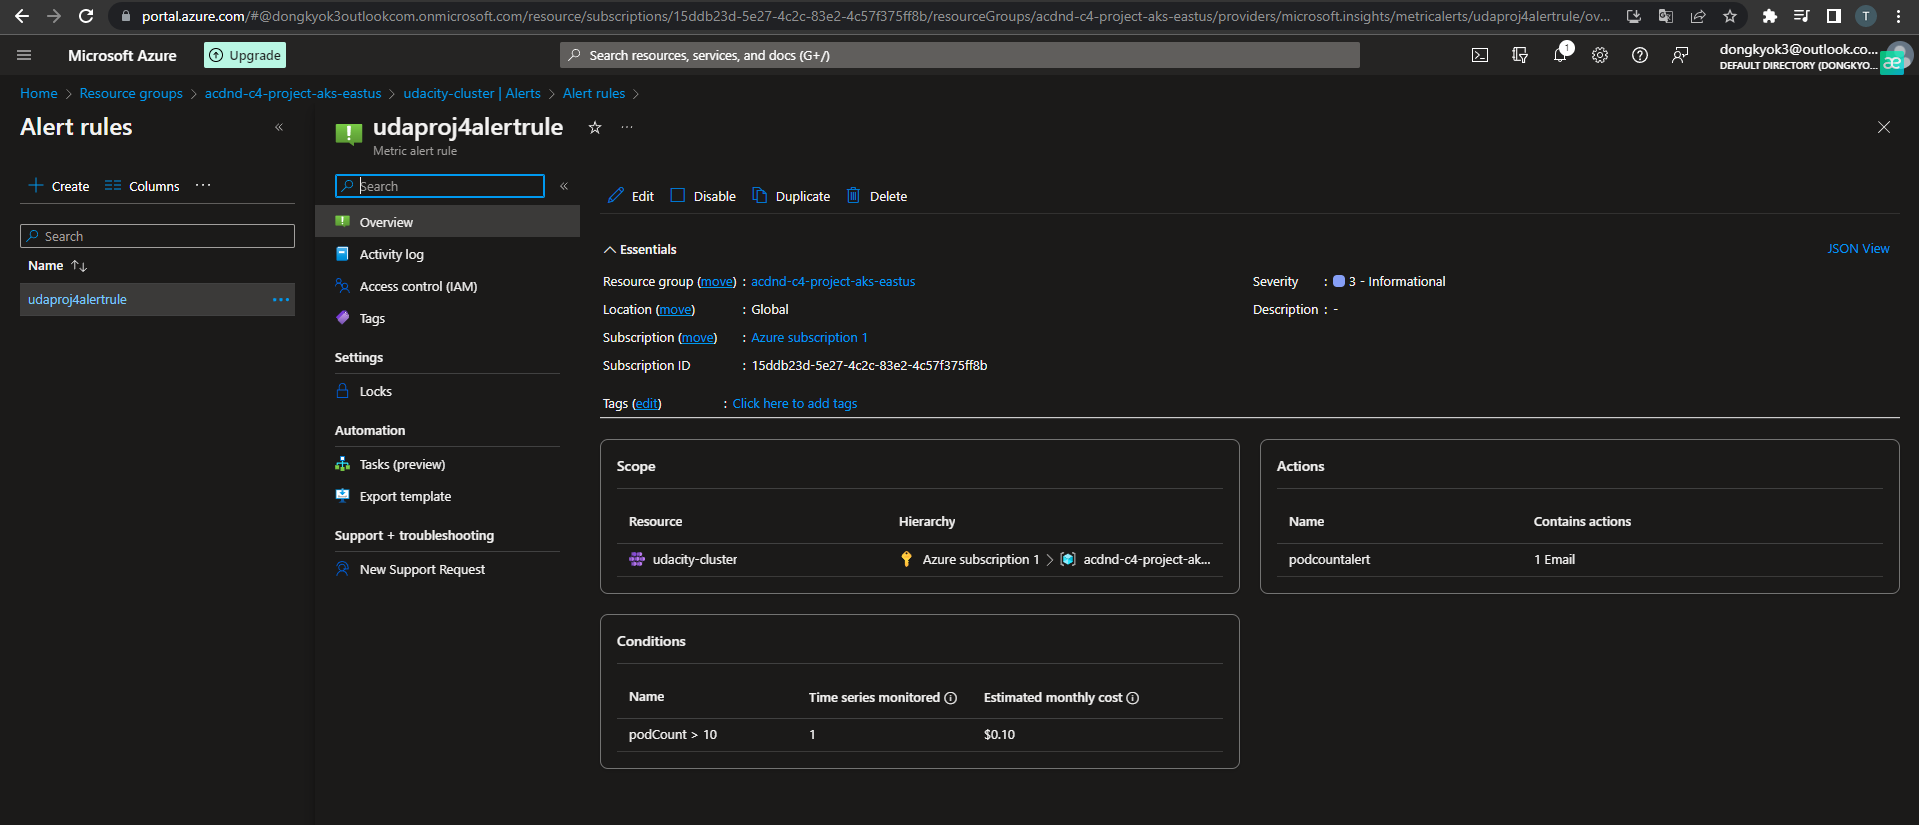 portal.azure.com/#@dongkyok3outlookcom.onmicrosoft.com/resource/subscriptions/15ddb23d-5e27-4c2c-83e2-4c57f375ff8b/resourceGroups/acdnd-c4-project-aks-eastus/providers/microsoft.insights/metricalerts/udaproj4alertrule/ov...
T
Microsoft Azure
Upgrade
Search resources, services, and docs (G+/)
1
dongkyok3@outlook.co...
DEFAULT DIRECTORY (DONGKYO...
æ
Home > Resource groups > acdnd-c4-project-aks-eastus > udacity-cluster | Alerts > Alert rules >
Alert rules
«
Create
Columns
...
Search
Name ↑↓
udaproj4alertrule
...
udaproj4alertrule
...
Metric alert rule
Search
«
Overview
Activity log
Access control (IAM)
Tags
Settings
Locks
Automation
Tasks (preview)
Export template
Support + troubleshooting
New Support Request
Edit
Disable
Duplicate
Delete
Essentials
JSON View
Resource group (move) : acdnd-c4-project-aks-eastus
Location (move) : Global
Subscription (move) : Azure subscription 1
Subscription ID : 15ddb23d-5e27-4c2c-83e2-4c57f375ff8b
Severity : 3 - Informational
Description : -
Tags (edit) : Click here to add tags
Scope
Resource Hierarchy
udacity-cluster Azure subscription 1 > acdnd-c4-project-ak...
Actions
Name Contains actions
podcountalert 1 Email
Conditions
Name Time series monitored Estimated monthly cost
podCount > 10 1 $0.10